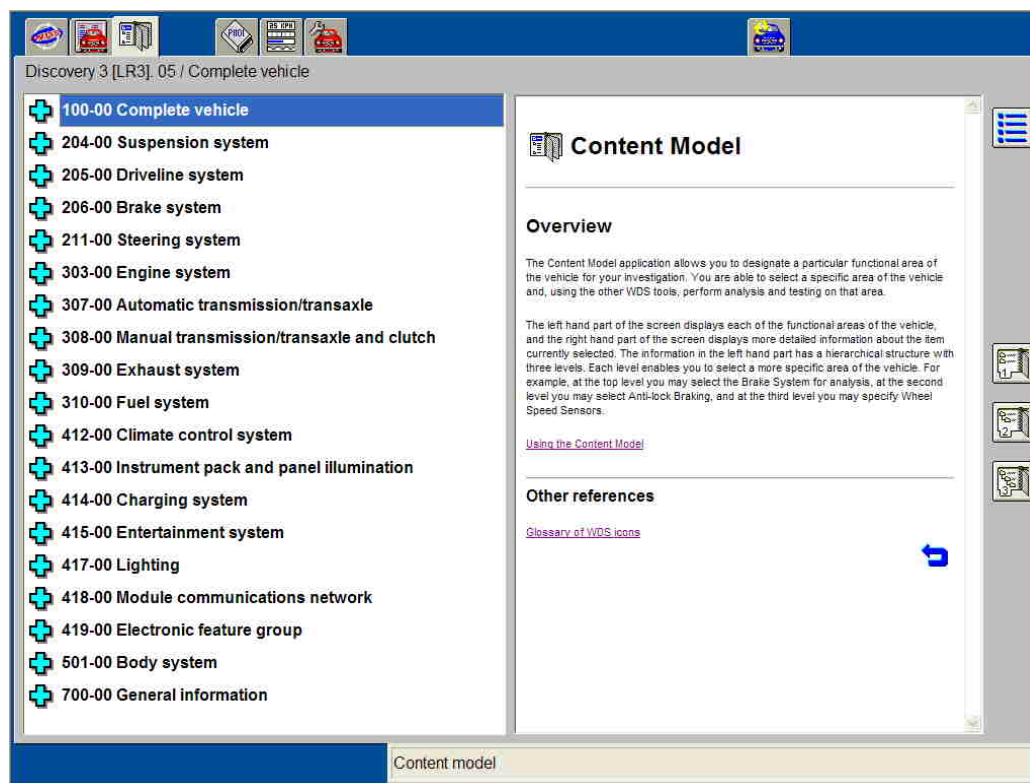 WDS
PHOI
85 KPH
Discovery 3 [LR3]. 05 / Complete vehicle
100-00 Complete vehicle
204-00 Suspension system
205-00 Driveline system
206-00 Brake system
211-00 Steering system
303-00 Engine system
307-00 Automatic transmission/transaxle
308-00 Manual transmission/transaxle and clutch
309-00 Exhaust system
310-00 Fuel system
412-00 Climate control system
413-00 Instrument pack and panel illumination
414-00 Charging system
415-00 Entertainment system
417-00 Lighting
418-00 Module communications network
419-00 Electronic feature group
501-00 Body system
700-00 General information
Content Model
Overview
The Content Model application allows you to designate a particular functional area of
the vehicle for your investigation. You are able to select a specific area of the vehicle
and, using the other WDS tools, perform analysis and testing on that area.
The left hand part of the screen displays each of the functional areas of the vehicle,
and the right hand part of the screen displays more detailed information about the item
currently selected. The information in the left hand part has a hierarchical structure with
three levels. Each level enables you to select a more specific area of the vehicle. For
example, at the top level you may select the Brake System for analysis, at the second
level you may select Anti-lock Braking, and at the third level you may specify Wheel
Speed Sensors.
Using the Content Model
Other references
Glossary of WDS icons
1
2
3
Content model